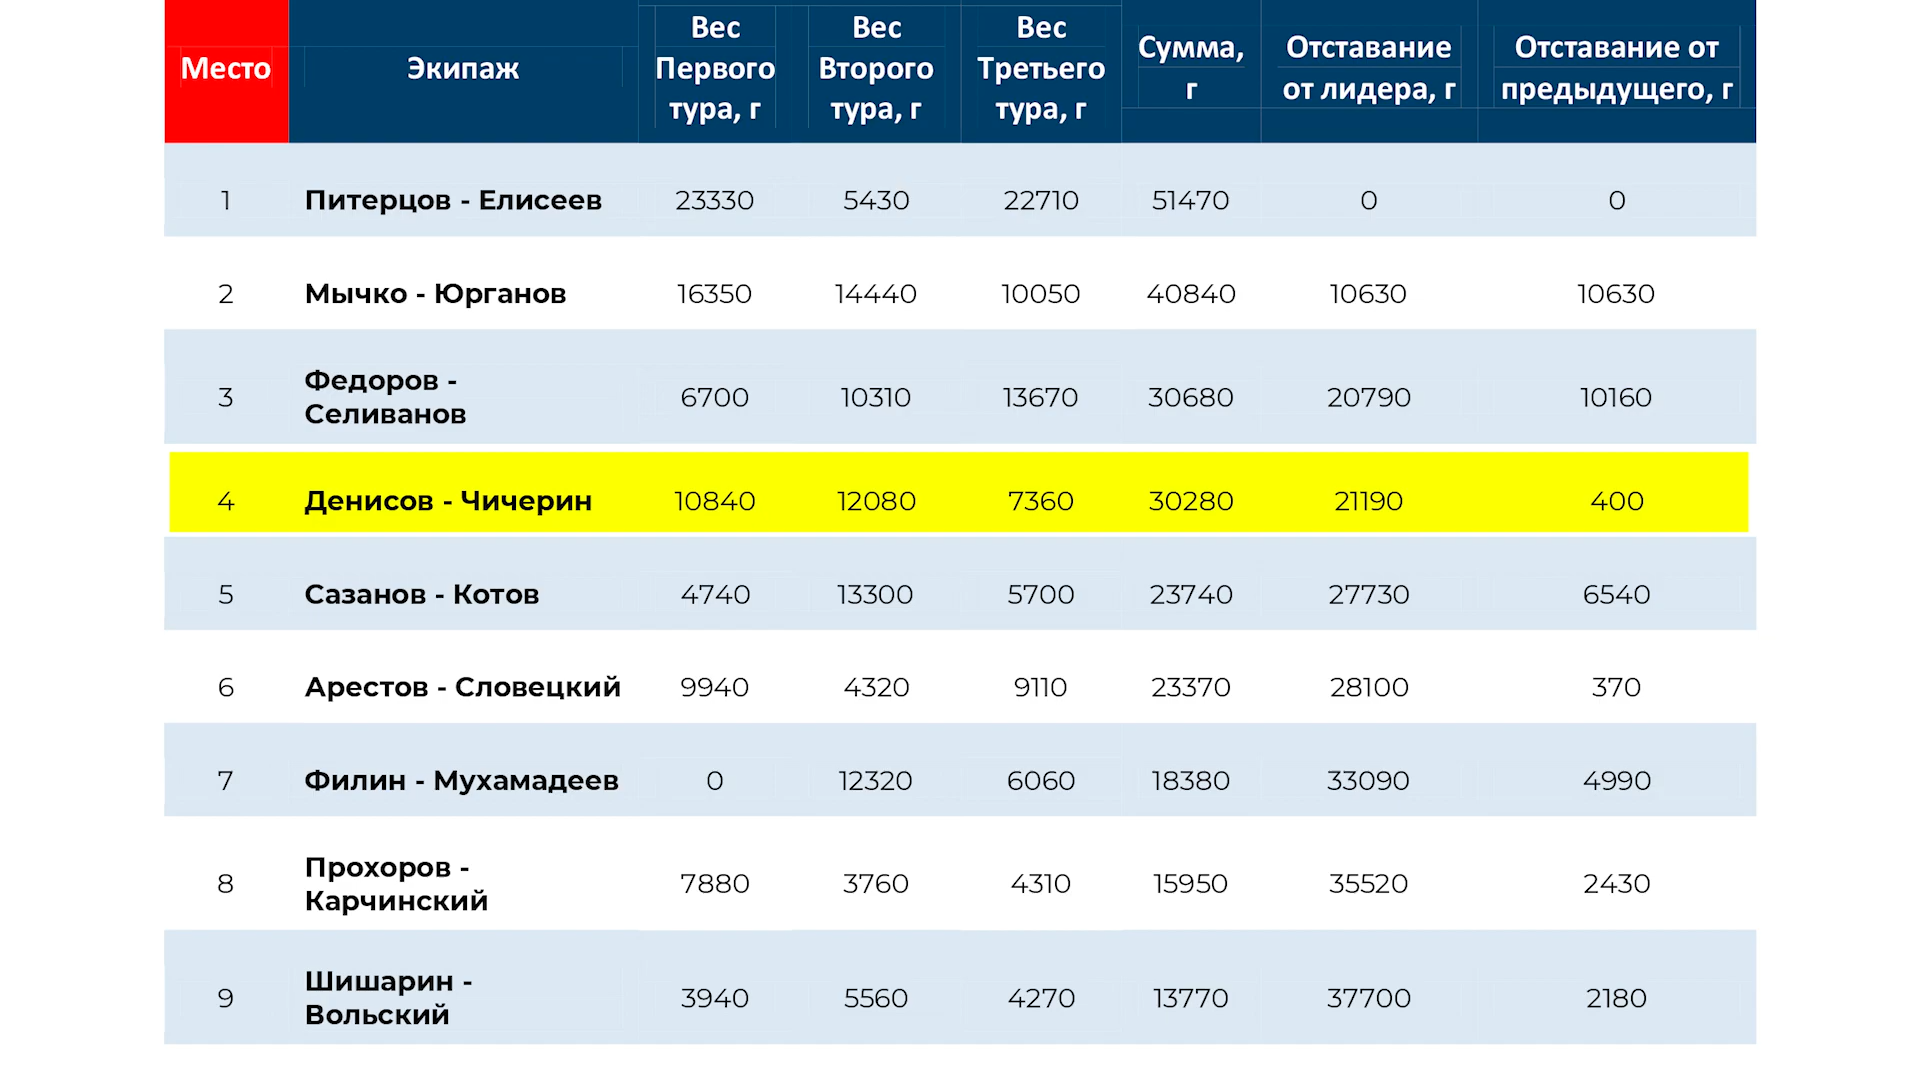 Место Экипаж Вес Первого тура, г Вес Второго тура, г Вес Третьего тура, г Сумма, г Отставание от лидера, г Отставание от предыдущего, г
1 Питерцов - Елисеев 23330 5430 22710 51470 0 0
2 Мычко - Юрганов 16350 14440 10050 40840 10630 10630
3 Федоров - Селиванов 6700 10310 13670 30680 20790 10160
4 Денисов - Чичерин 10840 12080 7360 30280 21190 400
5 Сазанов - Котов 4740 13300 5700 23740 27730 6540
6 Арестов - Словецкий 9940 4320 9110 23370 28100 370
7 Филин - Мухамадеев 0 12320 6060 18380 33090 4990
8 Прохоров - Карчинский 7880 3760 4310 15950 35520 2430
9 Шишарин - Вольский 3940 5560 4270 13770 37700 2180